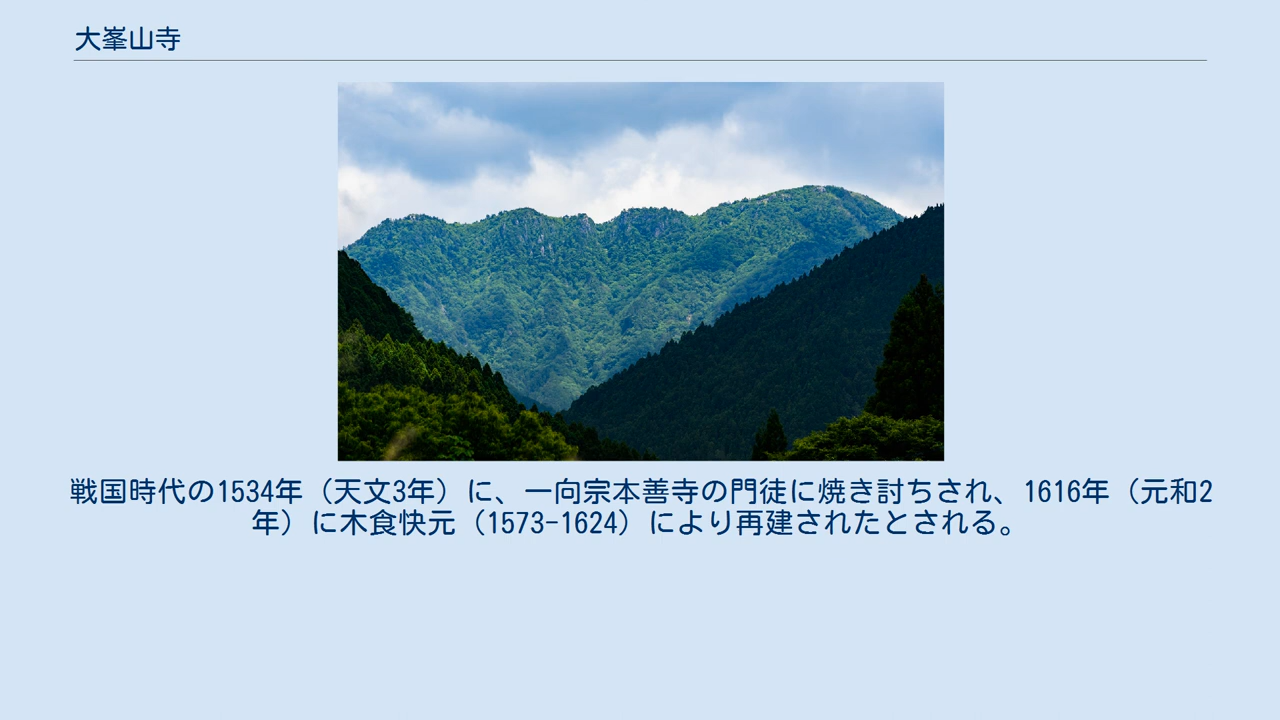 大峯山寺
戦国時代の1534年（天文3年）に、一向宗本善寺の門徒に焼き討ちされ、1616年（元和2
年）に木食快元（1573-1624）により再建されたとされる。